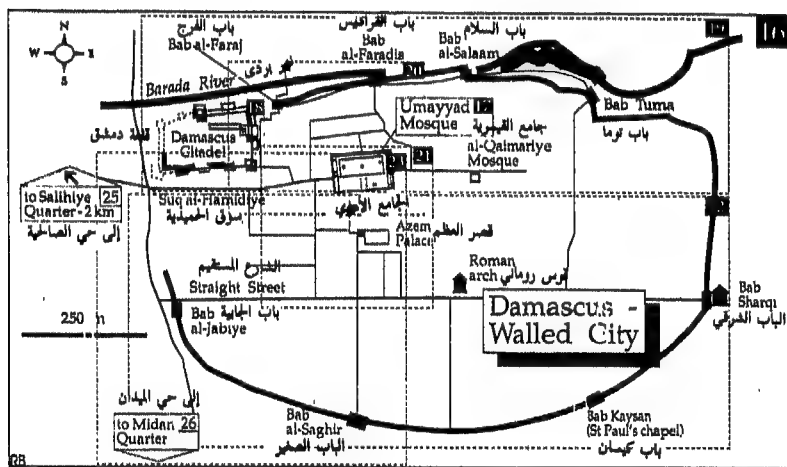 N
W
S
باب الفرج
Bab al-Faraj
باب الفراديس
Bab
al-Faradis
باب السلام
Bab
al-Salaam
Barada River
بردى
Bab Tuma
باب توما
قلعة دمشق
Damascus
Citadel
Umayyad
Mosque
جامع القيمرية
al-Qaimariye
Mosque
21
to Salihiye 25
Quarter - 2 km
إلى حي الصالحية
Suq al-Hamidiye
سوق الحميدية
الجامع الأموي
Azem
Palace
قصر العظم
الشارع المستقيم
Straight Street
Roman
arch
قوس روماني
Damascus -
Walled City
Bab
Sharqi
الباب الشرقي
250 m
Bab
al-Jabiye
باب الجابية
إلى حي الميدان
to Midan 26
Quarter
Bab
al-Saghir
الباب الصغير
Bab Kaysan
(St Paul's chapel)
باب كيسان
RB